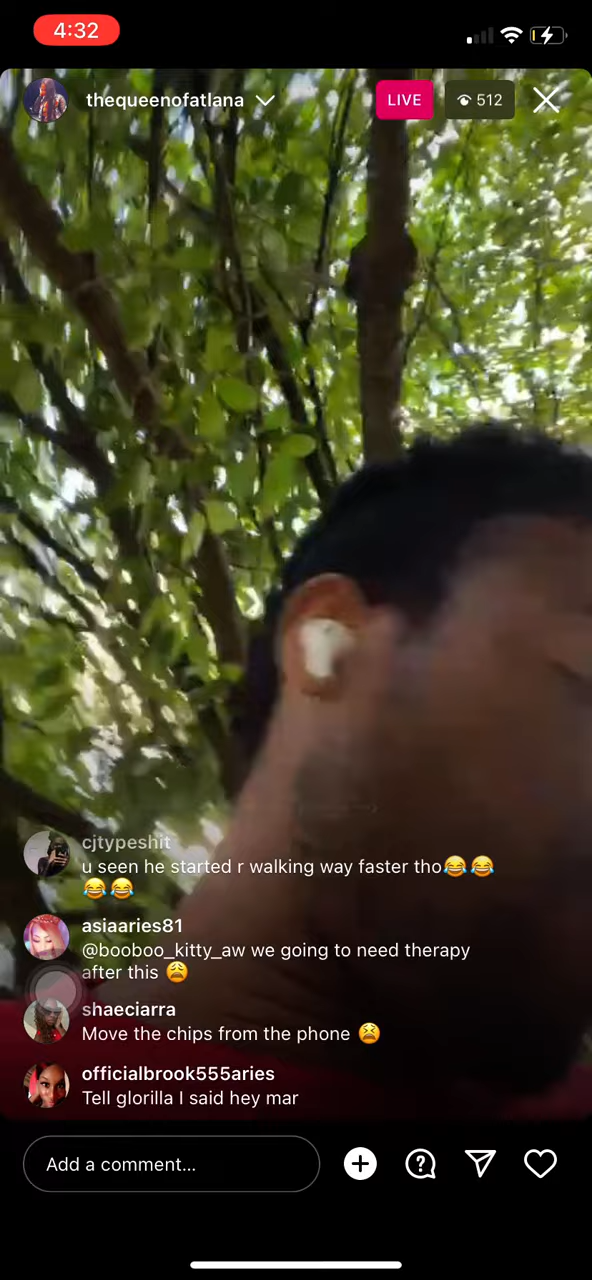 4:32
thequeenofatlana
LIVE
512
cjtypeshit
u seen he started r walking way faster tho😂😂
😂😂
asiaaries81
@booboo_kitty_aw we going to need therapy
after this 😩
shaeciarra
Move the chips from the phone 😫
officialbrook555aries
Tell glorilla I said hey mar
Add a comment...